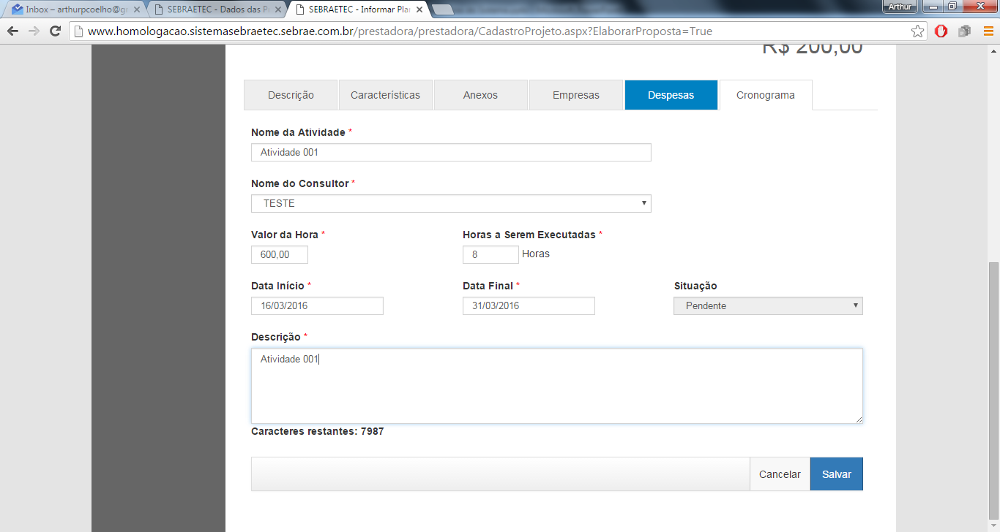 Inbox – arthurpcoelho@g
SEBRAETEC - Dados das P
SEBRAETEC - Informar Pla
Arthur
www.homologacao.sistemasebraetec.sebrae.com.br/prestadora/prestadora/CadastroProjeto.aspx?ElaborarProposta=True
R$ 200,00
Descrição Características Anexos Empresas Despesas Cronograma
Nome da Atividade *
Atividade 001
Nome do Consultor *
TESTE
Valor da Hora * Horas a Serem Executadas *
600,00 8 Horas
Data Início * Data Final * Situação
16/03/2016 31/03/2016 Pendente
Descrição *
Atividade 001
Caracteres restantes: 7987
Cancelar Salvar